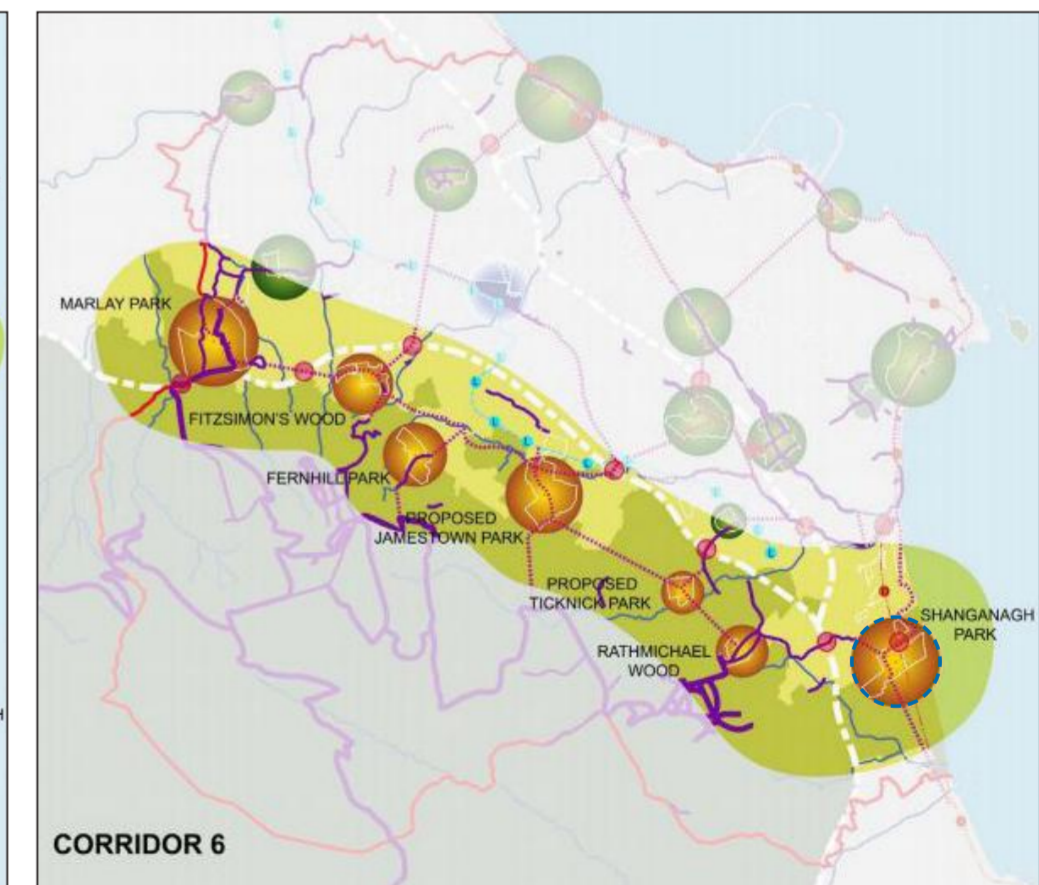 MARLAY PARK
FITZSIMON'S WOOD
FERNHILL PARK
PROPOSED
JAMESTOWN PARK
PROPOSED
TICKNICK PARK
SHANGANAGH
PARK
RATHMICHAEL
WOOD
H
CORRIDOR 6